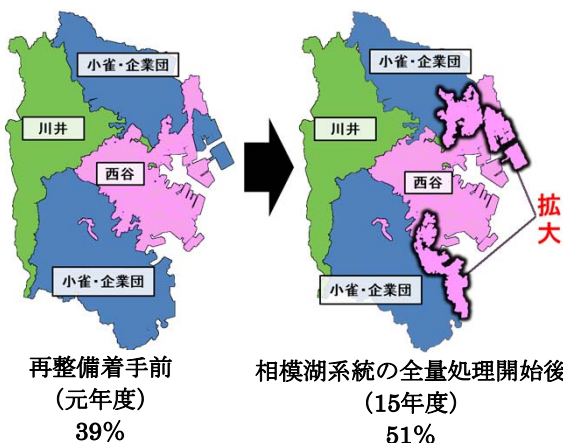 小雀・企業団
川井
西谷
小雀・企業団
再整備着手前
(元年度)
39%
小雀・企業団
川井
西谷
拡大
小雀・企業団
相模湖系統の全量処理開始後
(15年度)
51%